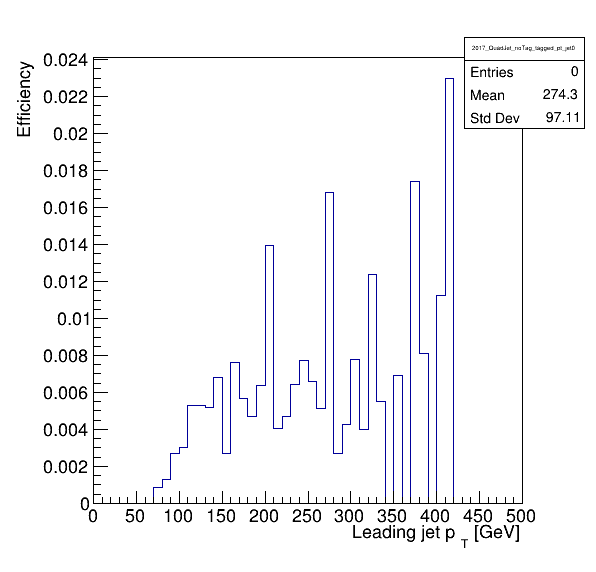 2017_QuadJet_noTag_tagged_pt_jet0
Entries 0
Mean 274.3
Std Dev 97.11
Efficiency
0.024
0.022
0.02
0.018
0.016
0.014
0.012
0.01
0.008
0.006
0.004
0.002
0
0 50 100 150 200 250 300 350 400 450 500
Leading jet p T [GeV]